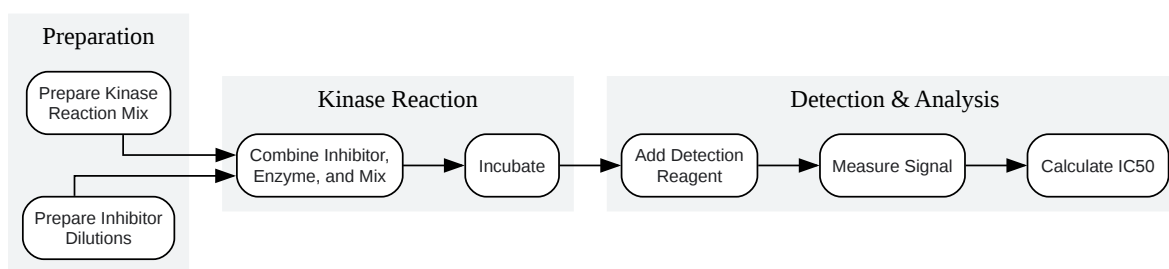 Preparation
Prepare Kinase
Reaction Mix
Prepare Inhibitor
Dilutions
Kinase Reaction
Combine Inhibitor,
Enzyme, and Mix
Incubate
Detection & Analysis
Add Detection
Reagent
Measure Signal
Calculate IC50